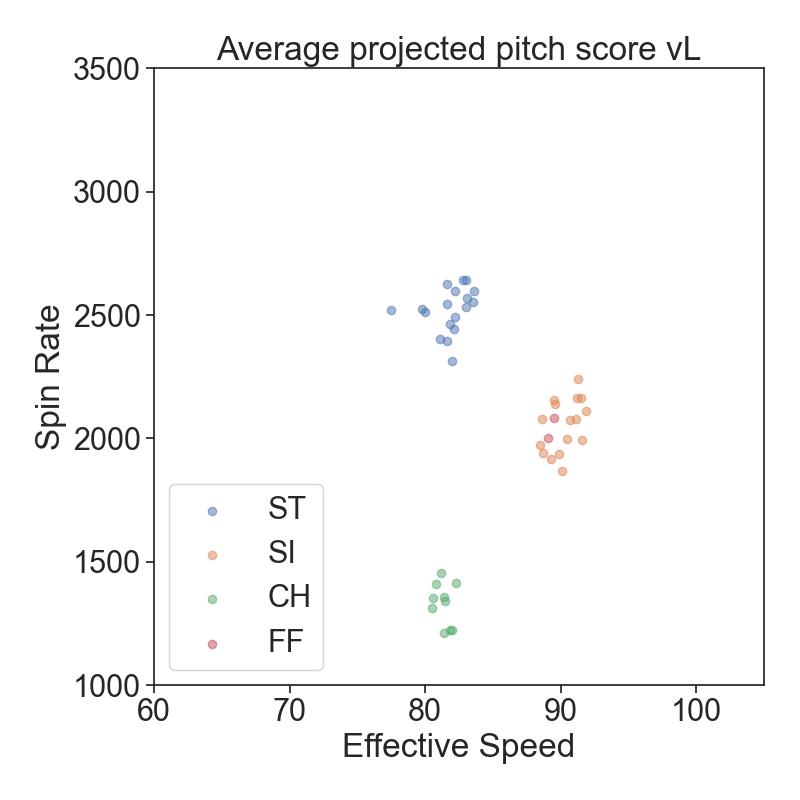 Average projected pitch score vL
3500
3000
2500
2000
1500
1000
Spin Rate
ST
SI
CH
FF
60 70 80 90 100
Effective Speed